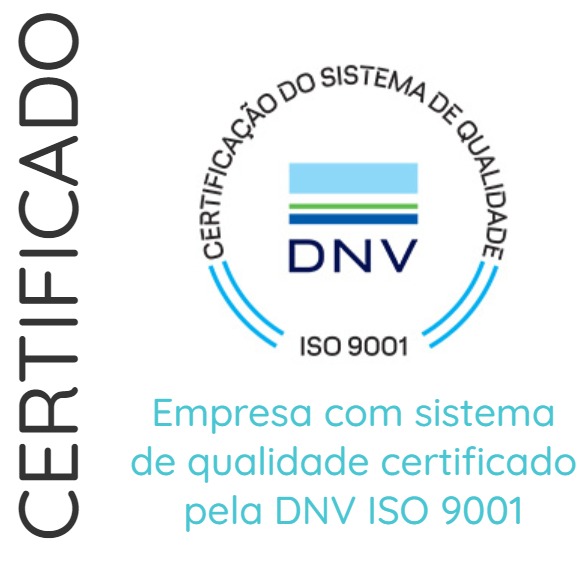 CERTIFICADO
CERTIFICAÇÃO DO SISTEMA DE QUALIDADE
DNV
ISO 9001
Empresa com sistema
de qualidade certificado
pela DNV ISO 9001